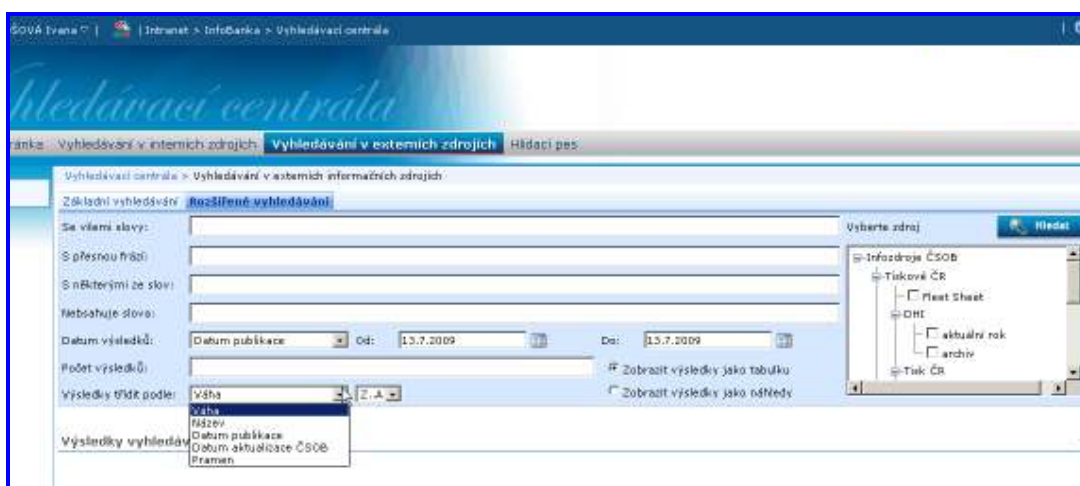 ŠOVÁ Ivana | Intranet > InfoBanka > Vyhledávací centrála
hledávací centrála
ránka Vyhledávání v interních zdrojích Vyhledávání v externích zdrojích Hlídací pes
Vyhledávací centrála > Vyhledávání v externích informačních zdrojích
Základní vyhledávání Rozšířené vyhledávání
Se všemi slovy: Vyberte zdroj Hledat
S přesnou frází: Infozdroje ČSOB
Tiskové ČR
S některými ze slov: Fleet Sheet
Neobsahuje slova: DMI
Datum výsledků: Datum publikace Od: 13.7.2009 Do: 13.7.2009 aktuální rok
archiv
Počet výsledků: Zobrazit výsledky jako tabulku Tisk ČR
Výsledky třídit podle: Váha Z..A Zobrazit výsledky jako náhledy
Váha
Název
Datum publikace
Výsledky vyhledáv
Datum aktualizace ČSOB
Pramen